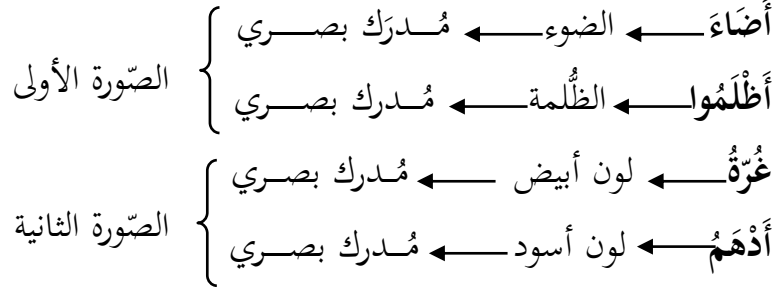 أَضَاءَ الضوء مُدرَك بصري
أَظْلَمُوا الظُّلمة مُدرك بصري
الصّورة الأولى
غُرّةُ لون أبيض مُدرك بصري
أَدْهَمُ لون أسود مُدرك بصري
الصّورة الثانية